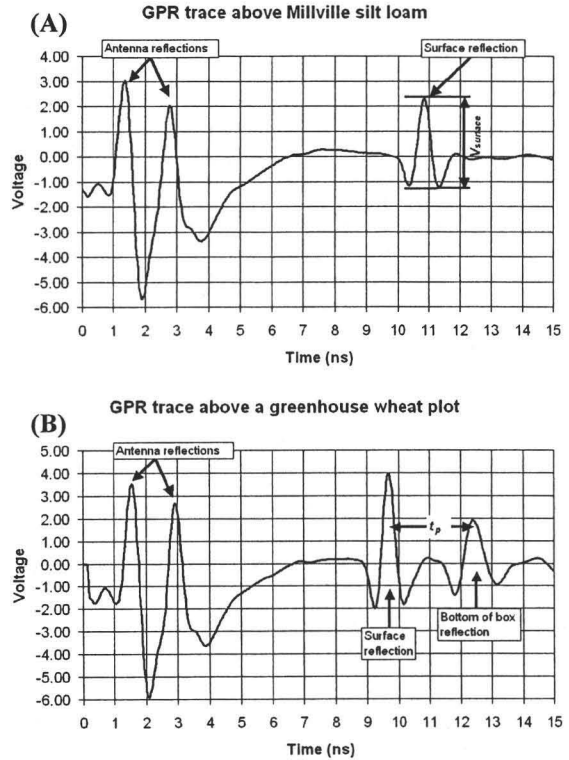 (A)
GPR trace above Millville silt loam
Antenna reflections
Surface reflection
4.00
3.00
2.00
1.00
0.00
-1.00
-2.00
-3.00
-4.00
-5.00
-6.00
Voltage
Vsurface
0 1 2 3 4 5 6 7 8 9 10 11 12 13 14 15
Time (ns)
GPR trace above a greenhouse wheat plot
(B)
Antenna reflections
5.00
4.00
3.00
2.00
1.00
0.00
-1.00
-2.00
-3.00
-4.00
-5.00
-6.00
Voltage
tp
Surface
reflection
Bottom of box
reflection
0 1 2 3 4 5 6 7 8 9 10 11 12 13 14 15
Time (ns)